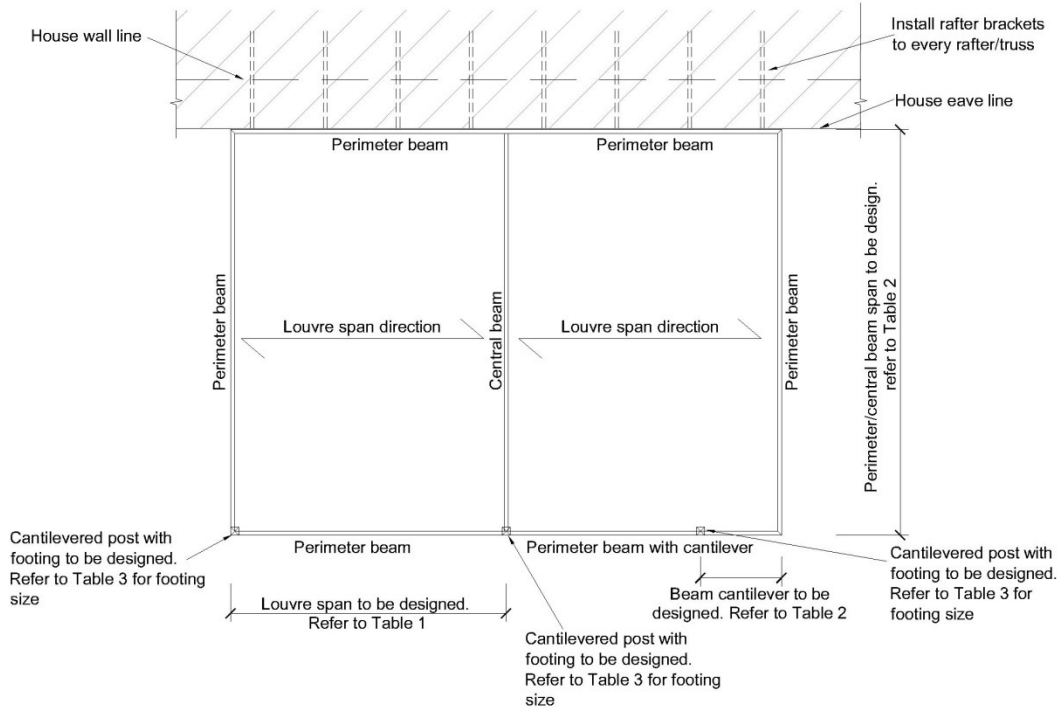 House wall line
Install rafter brackets
to every rafter/truss
House eave line
Perimeter beam
Perimeter beam
Perimeter beam
Louvre span direction
Central beam
Louvre span direction
Perimeter beam
Perimeter/central beam span to be design.
refer to Table 2
Cantilevered post with
footing to be designed.
Refer to Table 3 for footing
size
Perimeter beam
Perimeter beam with cantilever
Louvre span to be designed.
Refer to Table 1
Beam cantilever to be
designed. Refer to Table 2
Cantilevered post with
footing to be designed.
Refer to Table 3 for
footing size
Cantilevered post with
footing to be designed.
Refer to Table 3 for footing
size